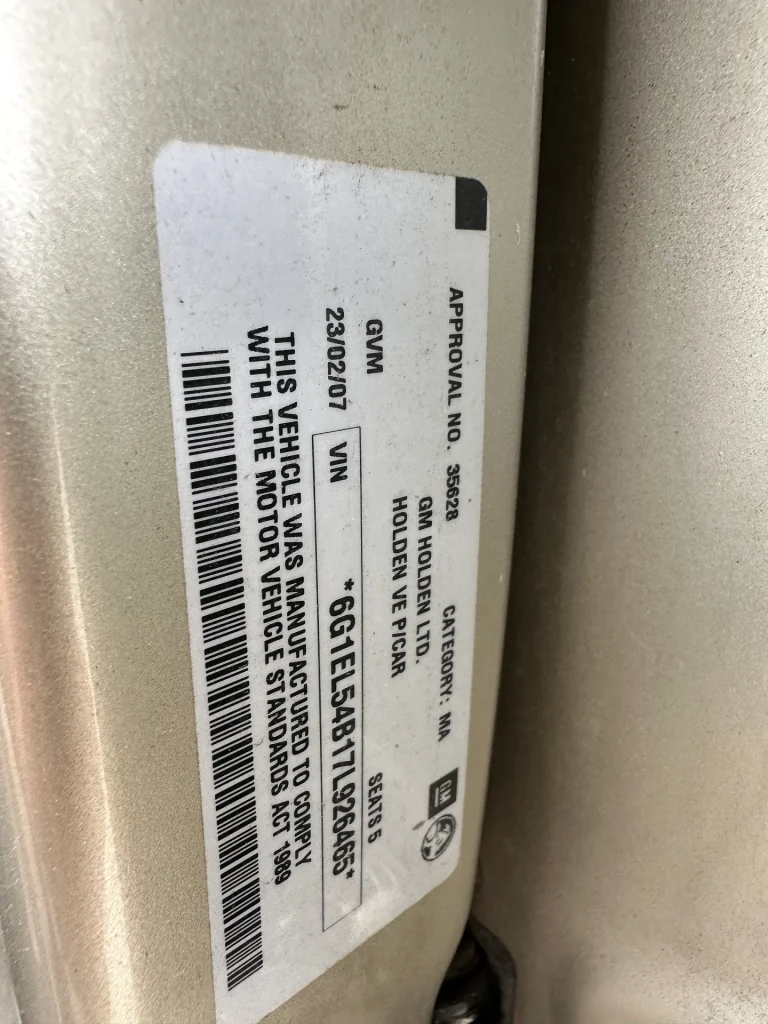 APPROVAL NO. 35628 CATEGORY: MA
GM
GM HOLDEN LTD.
HOLDEN VE P/CAR
GVM SEATS 5
23/02/07 VIN *6G1EL54B17L926465*
THIS VEHICLE WAS MANUFACTURED TO COMPLY
WITH THE MOTOR VEHICLE STANDARDS ACT 1989